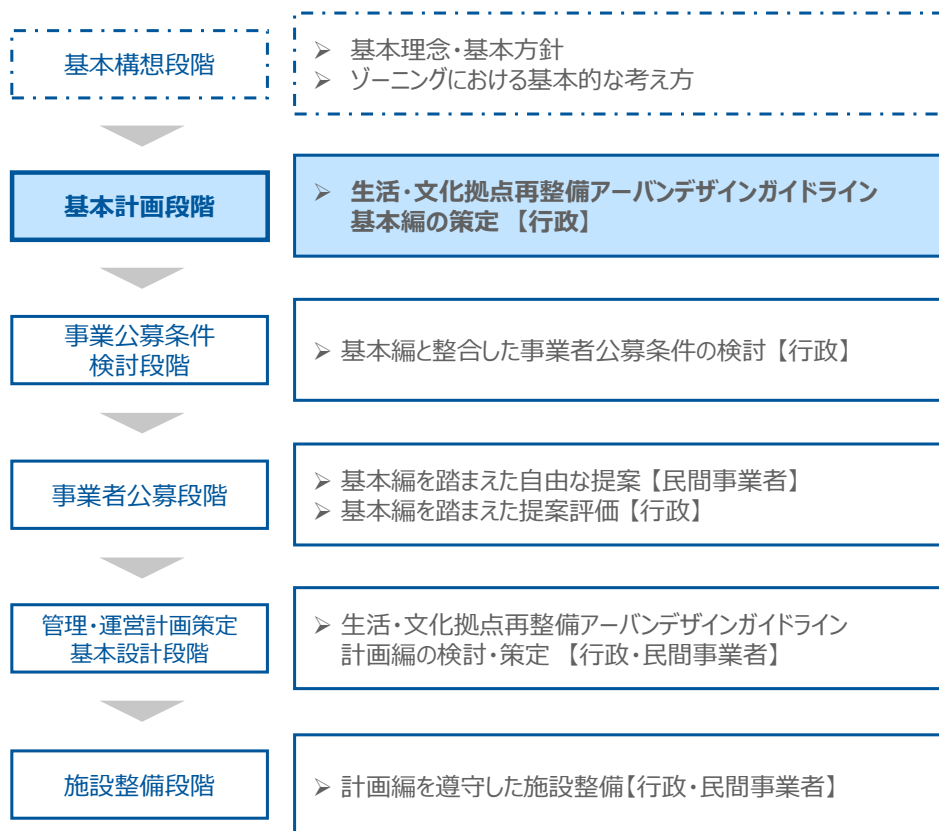 基本構想段階
➢ 基本理念・基本方針
➢ ゾーニングにおける基本的な考え方
基本計画段階
➢ 生活・文化拠点再整備アーバンデザインガイドライン
基本編の策定 【行政】
事業公募条件
検討段階
➢ 基本編と整合した事業者公募条件の検討 【行政】
事業者公募段階
➢ 基本編を踏まえた自由な提案 【民間事業者】
➢ 基本編を踏まえた提案評価 【行政】
管理・運営計画策定
基本設計段階
➢ 生活・文化拠点再整備アーバンデザインガイドライン
計画編の検討・策定 【行政・民間事業者】
施設整備段階
➢ 計画編を遵守した施設整備【行政・民間事業者】